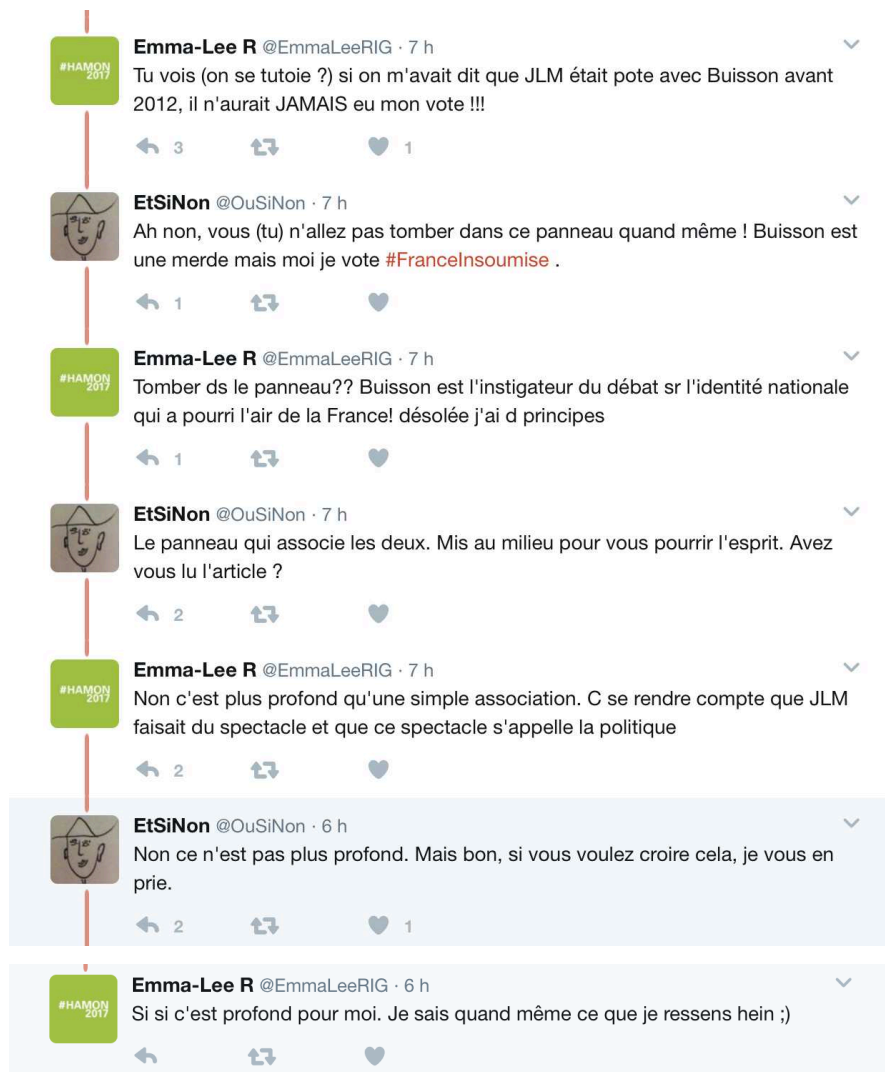 #HAMON
2017
Emma-Lee R @EmmaLeeRIG · 7 h
Tu vois (on se tutoie ?) si on m'avait dit que JLM était pote avec Buisson avant
2012, il n'aurait JAMAIS eu mon vote !!!
3 1
EtSiNon @OuSiNon · 7 h
Ah non, vous (tu) n'allez pas tomber dans ce panneau quand même ! Buisson est
une merde mais moi je vote #FranceInsoumise .
1
#HAMON
2017
Emma-Lee R @EmmaLeeRIG · 7 h
Tomber ds le panneau?? Buisson est l'instigateur du débat sr l'identité nationale
qui a pourri l'air de la France! désolée j'ai d principes
1
EtSiNon @OuSiNon · 7 h
Le panneau qui associe les deux. Mis au milieu pour vous pourrir l'esprit. Avez
vous lu l'article ?
2
#HAMON
2017
Emma-Lee R @EmmaLeeRIG · 7 h
Non c'est plus profond qu'une simple association. C se rendre compte que JLM
faisait du spectacle et que ce spectacle s'appelle la politique
2
EtSiNon @OuSiNon · 6 h
Non ce n'est pas plus profond. Mais bon, si vous voulez croire cela, je vous en
prie.
2 1
#HAMON
2017
Emma-Lee R @EmmaLeeRIG · 6 h
Si si c'est profond pour moi. Je sais quand même ce que je ressens hein ;)